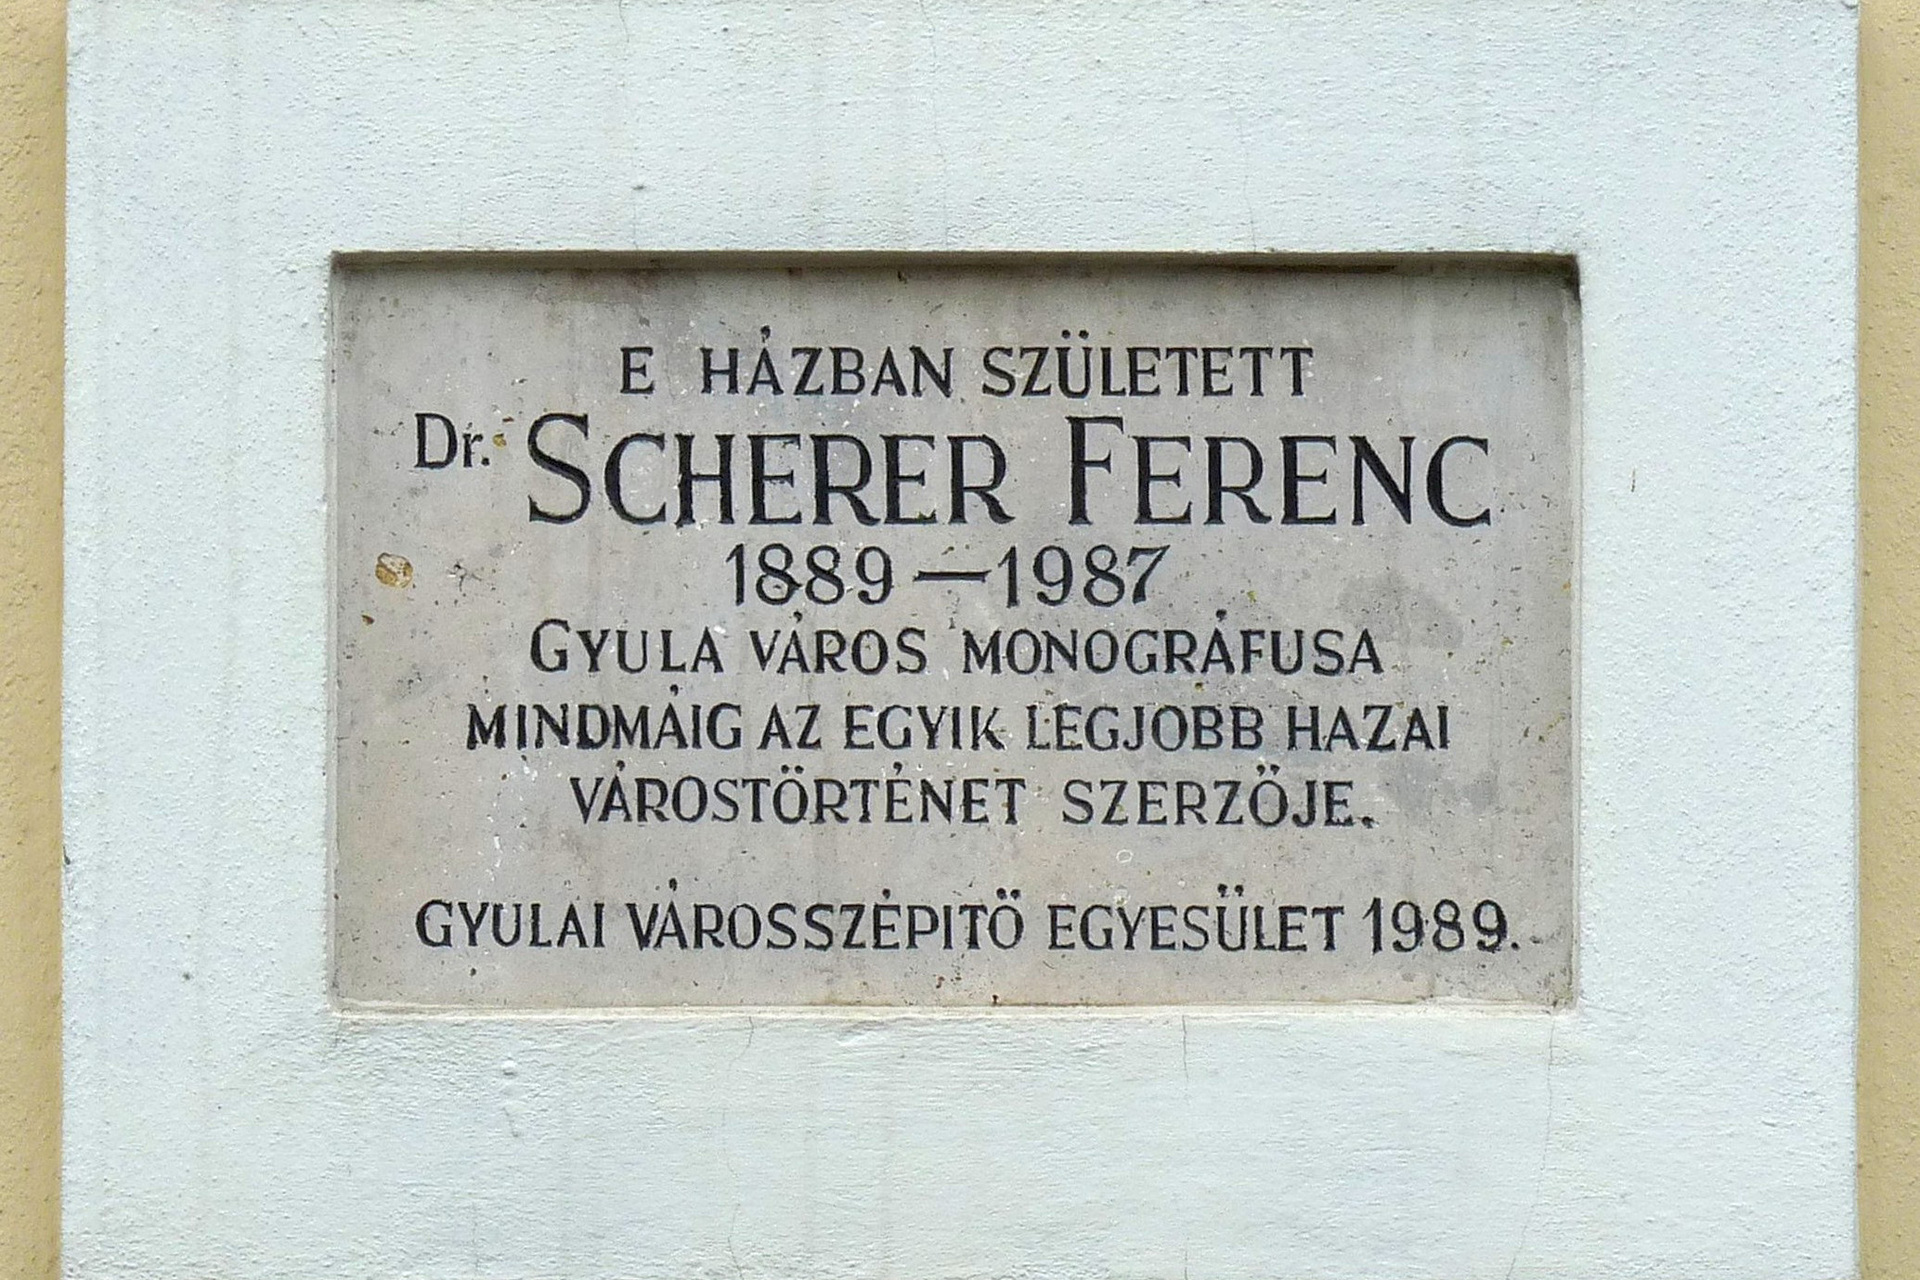 E HÁZBAN SZÜLETETT
Dr. SCHERER FERENC
1889 — 1987
GYULA VÁROS MONOGRÁFUSA
MINDMÁIG AZ EGYIK LEGJOBB HAZAI
VÁROSTÖRTÉNET SZERZŐJE.
GYULAI VÁROSSZÉPITŐ EGYESÜLET 1989.